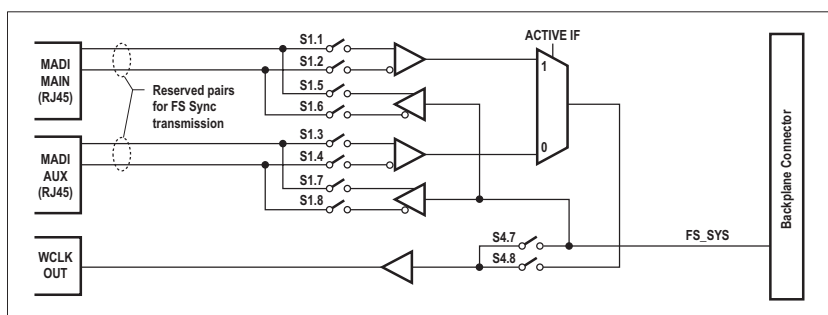 MADI
MAIN
(RJ45)
Reserved pairs
for FS Sync
transmission
MADI
AUX
(RJ45)
WCLK
OUT
S1.1
S1.2
S1.5
S1.6
S1.3
S1.4
S1.7
S1.8
S4.7
S4.8
ACTIVE IF
1
0
FS_SYS
Backplane Connector